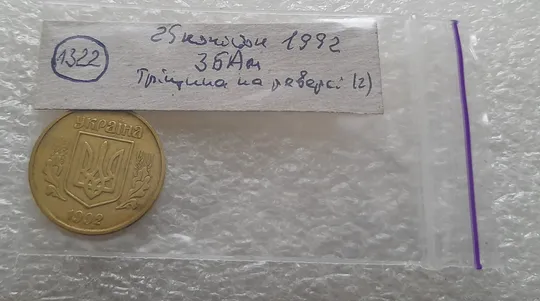 1322
25 копійок 1992
3БАм
Тріщина на реверсі (г)
УКРАЇНА
1992